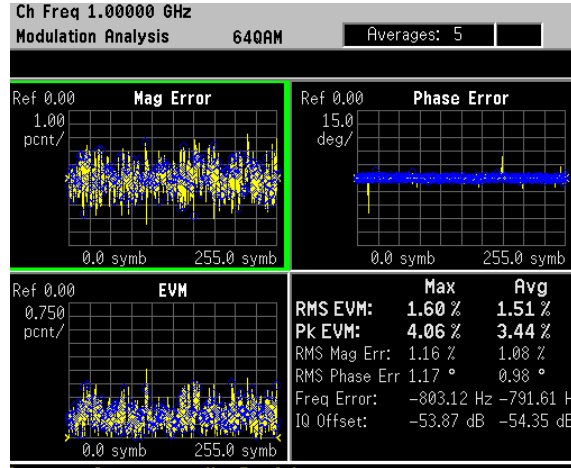 Ch Freq 1.00000 GHz
Modulation Analysis 64QAM Averages: 5
Ref 0.00 Mag Error
1.00
pcnt/
0.0 symb 255.0 symb
Ref 0.00 Phase Error
15.0
deg/
0.0 symb 255.0 symb
Ref 0.00 EVM
0.750
pcnt/
0.0 symb 255.0 symb
Max Avg
RMS EVM: 1.60 % 1.51 %
Pk EVM: 4.06 % 3.44 %
RMS Mag Err: 1.16 % 1.08 %
RMS Phase Err 1.17 ° 0.98 °
Freq Error: -803.12 Hz -791.61 H
IQ Offset: -53.87 dB -54.35 dB